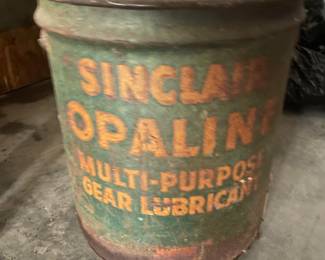 SINCLAIR
OPALINE
MULTI-PURPOSE
GEAR LUBRICANT